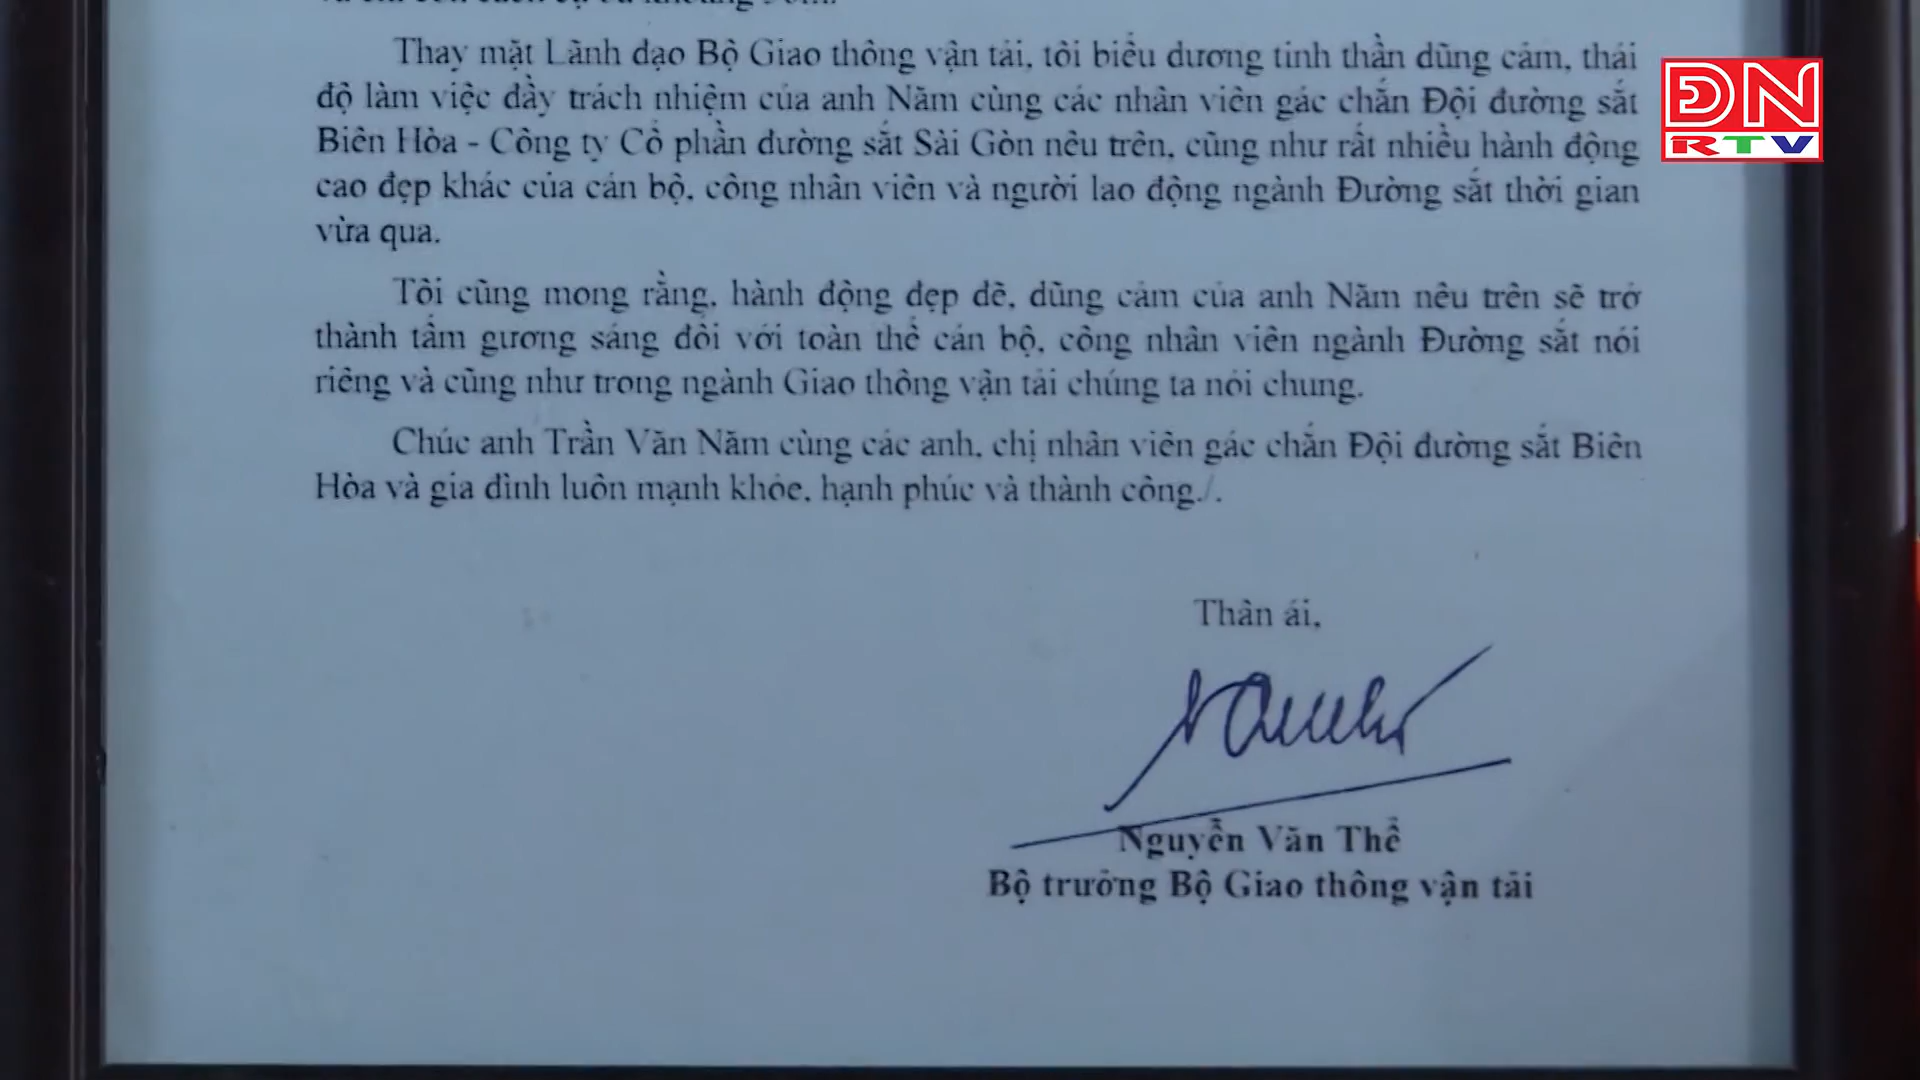 Thay mặt Lãnh đạo Bộ Giao thông vận tải, tôi biểu dương tinh thần dũng cảm, thái
độ làm việc đầy trách nhiệm của anh Năm cùng các nhân viên gác chắn Đội đường sắt
Biên Hòa - Công ty Cổ phần đường sắt Sài Gòn nêu trên, cũng như rất nhiều hành động
cao đẹp khác của cán bộ, công nhân viên và người lao động ngành Đường sắt thời gian
vừa qua.
Tôi cũng mong rằng, hành động đẹp đẽ, dũng cảm của anh Năm nêu trên sẽ trở
thành tấm gương sáng đối với toàn thể cán bộ, công nhân viên ngành Đường sắt nói
riêng và cũng như trong ngành Giao thông vận tải chúng ta nói chung.
Chúc anh Trần Văn Năm cùng các anh, chị nhân viên gác chắn Đội đường sắt Biên
Hòa và gia đình luôn mạnh khỏe, hạnh phúc và thành công./.
Thân ái,
Nguyễn Văn Thể
Bộ trưởng Bộ Giao thông vận tải
ĐN
RTV